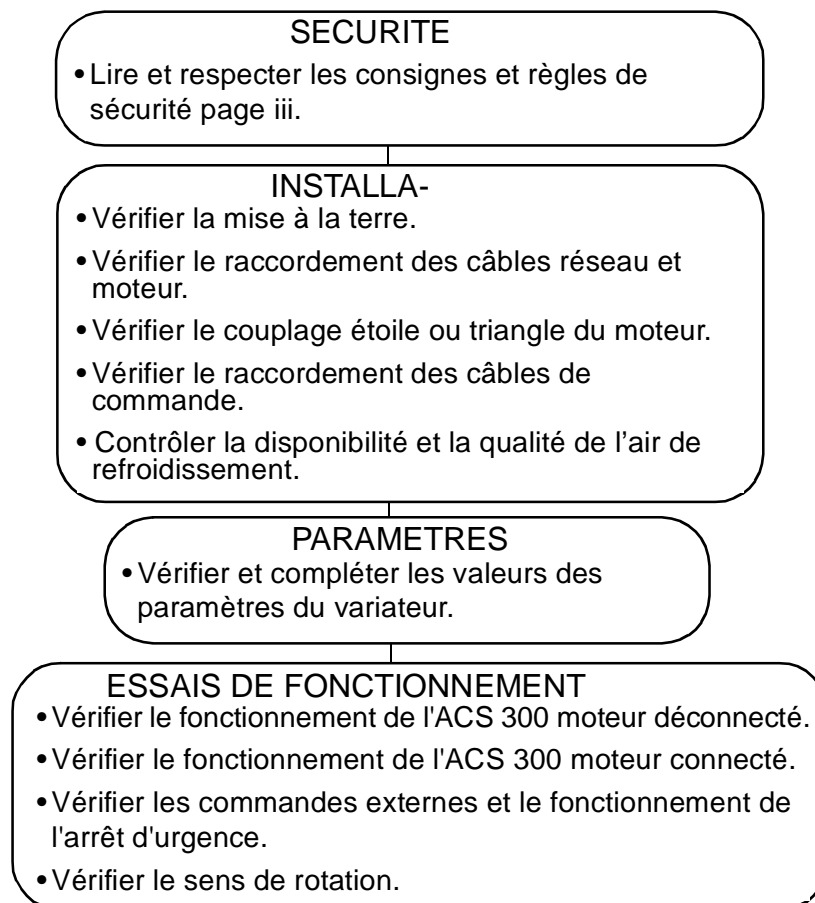 SECURITE
•Lire et respecter les consignes et règles de
sécurité page iii.
INSTALLA-
•Vérifier la mise à la terre.
•Vérifier le raccordement des câbles réseau et
moteur.
•Vérifier le couplage étoile ou triangle du moteur.
•Vérifier le raccordement des câbles de
commande.
• Contrôler la disponibilité et la qualité de l’air de
refroidissement.
PARAMETRES
•Vérifier et compléter les valeurs des
paramètres du variateur.
ESSAIS DE FONCTIONNEMENT
•Vérifier le fonctionnement de l'ACS 300 moteur déconnecté.
•Vérifier le fonctionnement de l'ACS 300 moteur connecté.
•Vérifier les commandes externes et le fonctionnement de
l'arrêt d'urgence.
•Vérifier le sens de rotation.